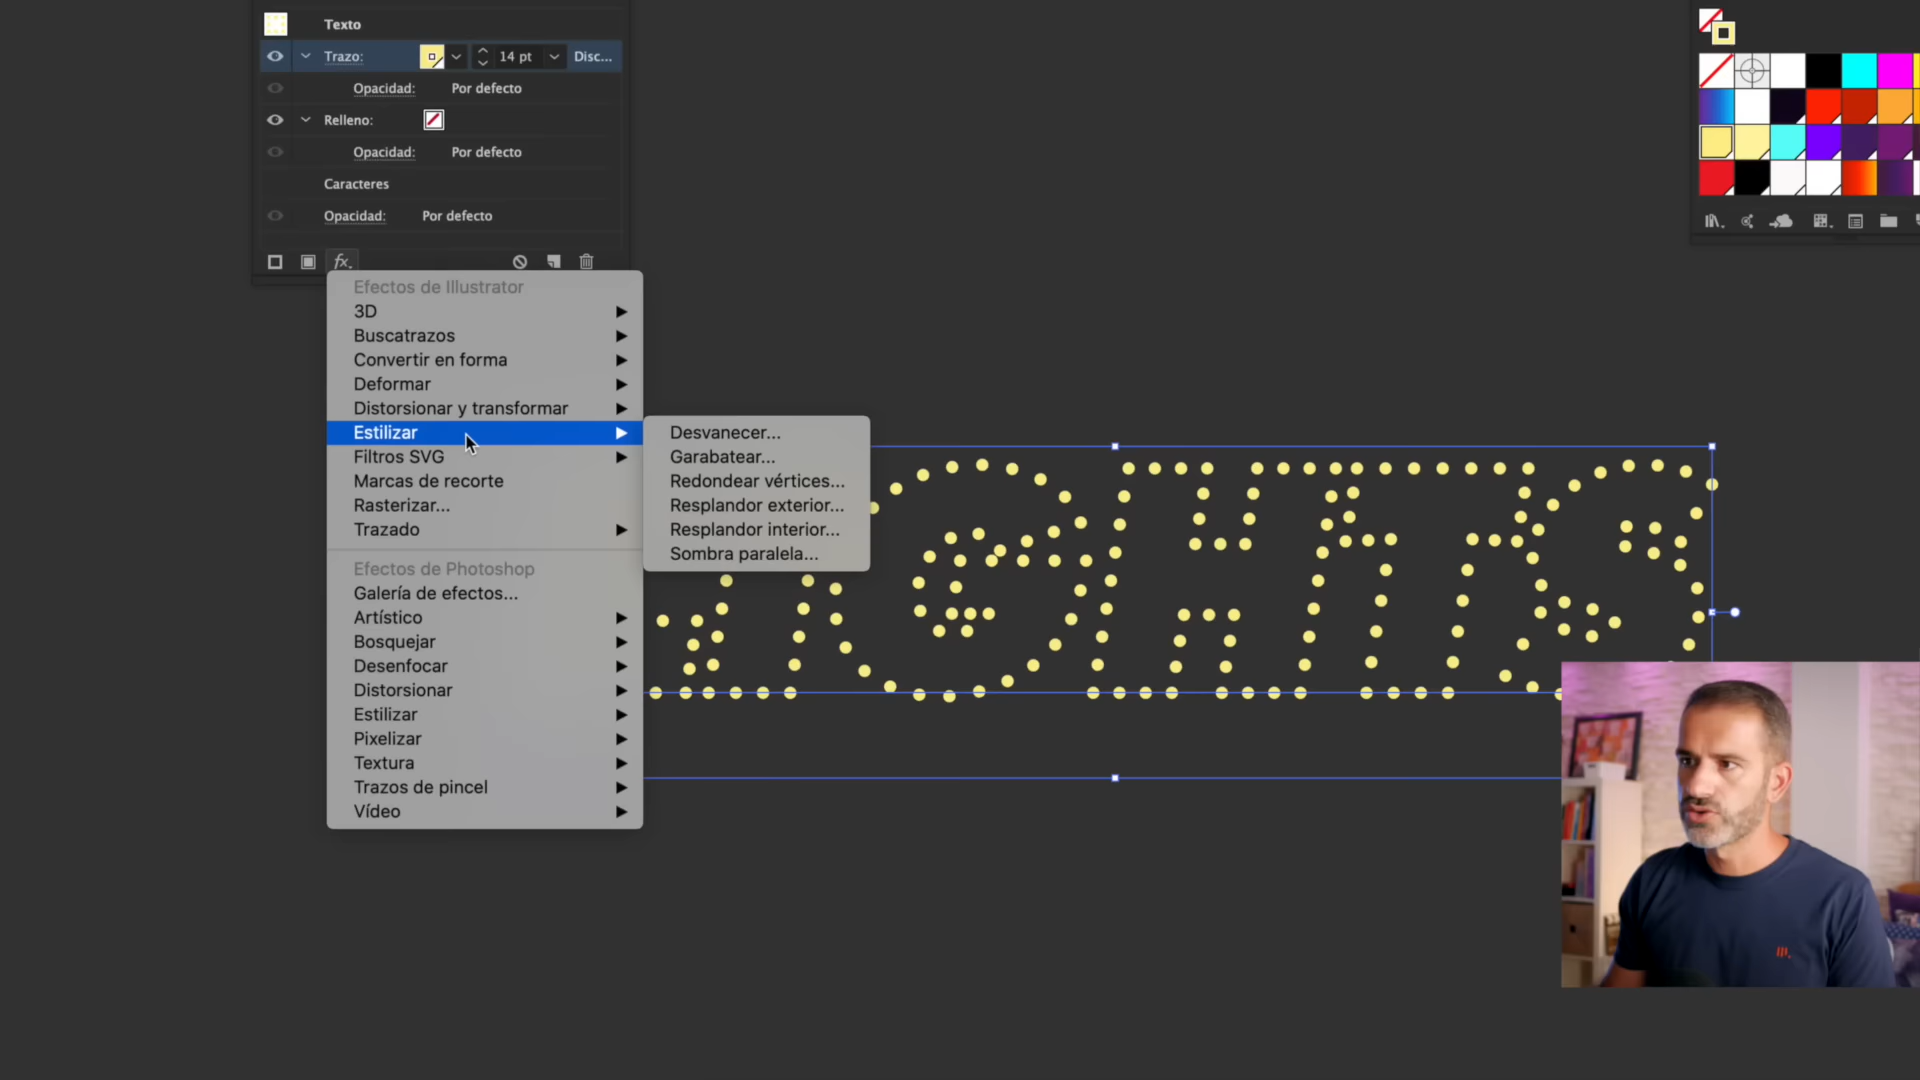 Texto
Trazo: 14 pt Disc...
Opacidad: Por defecto
Relleno:
Opacidad: Por defecto
Caracteres
Opacidad: Por defecto
fx
Efectos de Illustrator
3D
Buscatrazos
Convertir en forma
Deformar
Distorsionar y transformar
Estilizar
Filtros SVG
Marcas de recorte
Rasterizar...
Trazado
Efectos de Photoshop
Galería de efectos...
Artístico
Bosquejar
Desenfocar
Distorsionar
Estilizar
Pixelizar
Textura
Trazos de pincel
Vídeo
Desvanecer...
Garabatear...
Redondear vértices...
Resplandor exterior...
Resplandor interior...
Sombra paralela...